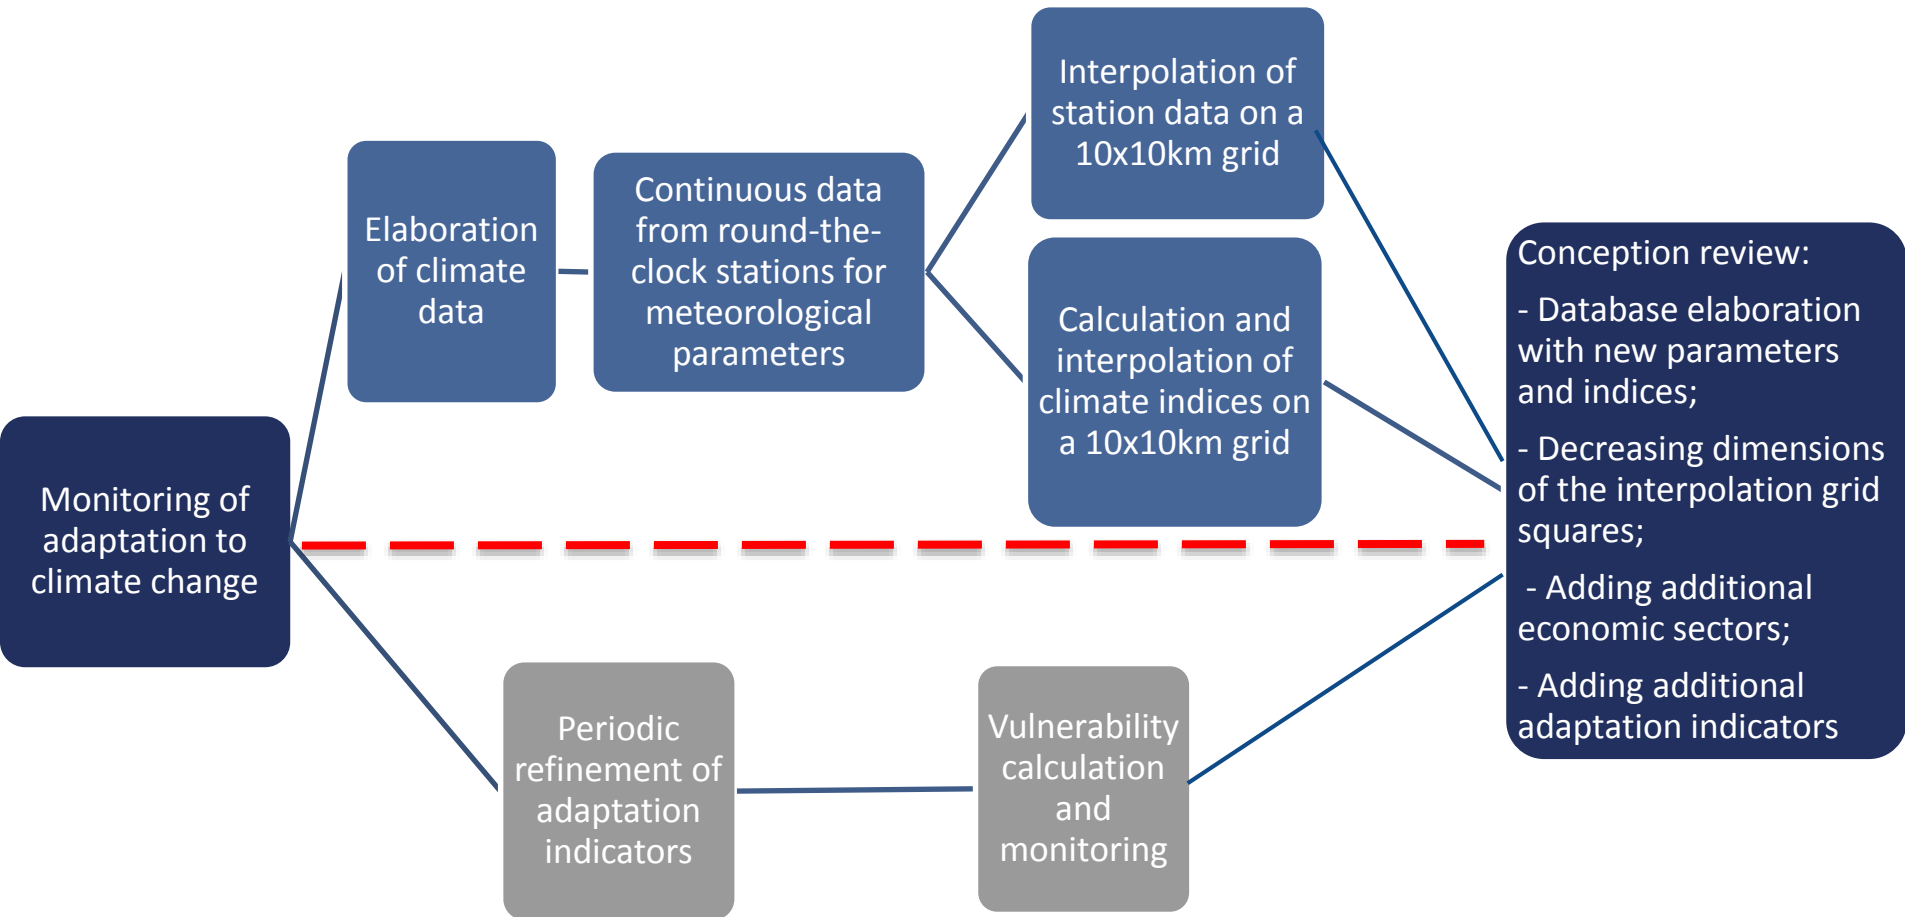 Monitoring of
adaptation to
climate change
Elaboration
of climate
data
Continuous data
from round-the-
clock stations for
meteorological
parameters
Interpolation of
station data on a
10x10km grid
Calculation and
interpolation of
climate indices on
a 10x10km grid
Periodic
refinement of
adaptation
indicators
Vulnerability
calculation
and
monitoring
Conception review:
- Database elaboration
with new parameters
and indices;
- Decreasing dimensions
of the interpolation grid
squares;
- Adding additional
economic sectors;
- Adding additional
adaptation indicators